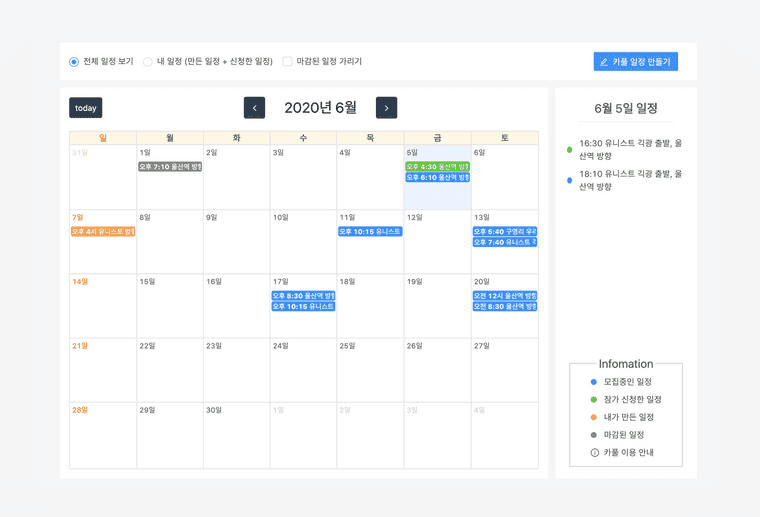 전체 일정 보기
내 일정 (만든 일정 + 신청한 일정)
마감된 일정 가리기
카풀 일정 만들기
today
2020년 6월
일 월 화 수 목 금 토
31일 1일 2일 3일 4일 5일 6일
오후 7:10 울산역 방향
오후 4:30 울산역 방향
오후 6:10 울산역 방향
7일 8일 9일 10일 11일 12일 13일
오후 4시 유니스트 방향
오후 10:15 유니스트
오후 5:40 구영리
오후 7:40 유니스트
14일 15일 16일 17일 18일 19일 20일
오후 8:30 울산역 방향
오후 10:15 유니스트
오전 12시 울산역 방향
오전 8:30 울산역 방향
21일 22일 23일 24일 25일 26일 27일
28일 29일 30일 1일 2일 3일 4일
6월 5일 일정
16:30 유니스트 긱광 출발, 울
산역 방향
18:10 유니스트 긱광 출발, 울
산역 방향
Infomation
모집중인 일정
참가 신청한 일정
내가 만든 일정
마감된 일정
카풀 이용 안내